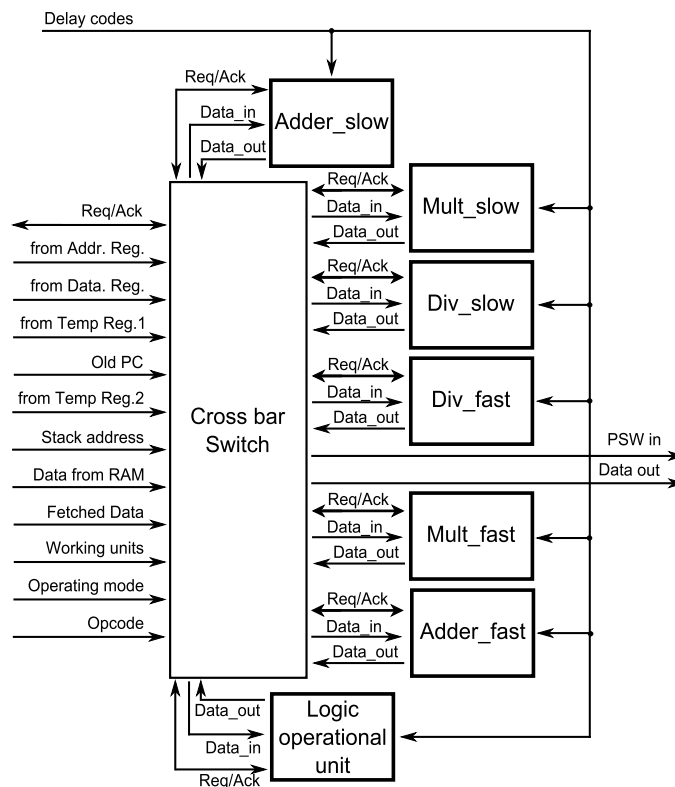 Delay codes
Req/Ack
Data_in
Data_out
Adder_slow
Req/Ack
from Addr. Reg.
from Data. Reg.
from Temp Reg.1
Old PC
from Temp Reg.2
Stack address
Data from RAM
Fetched Data
Working units
Operating mode
Opcode
Cross bar
Switch
Req/Ack
Data_in
Data_out
Mult_slow
Req/Ack
Data_in
Data_out
Div_slow
Req/Ack
Data_in
Data_out
Div_fast
PSW in
Data out
Req/Ack
Data_in
Data_out
Mult_fast
Req/Ack
Data_in
Data_out
Adder_fast
Data_out
Data_in
Req/Ack
Logic
operational
unit